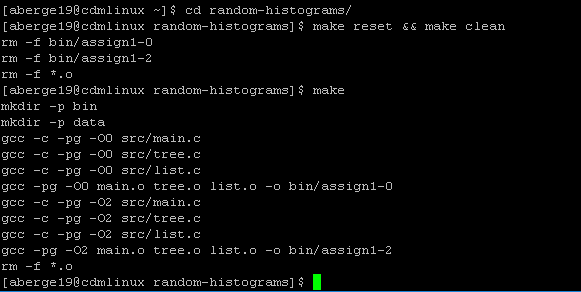 [aberge19@cdmlinux ~]$ cd random-histograms/
[aberge19@cdmlinux random-histograms]$ make reset && make clean
rm -f bin/assign1-0
rm -f bin/assign1-2
rm -f *.o
[aberge19@cdmlinux random-histograms]$ make
mkdir -p bin
mkdir -p data
gcc -c -pg -O0 src/main.c
gcc -c -pg -O0 src/tree.c
gcc -c -pg -O0 src/list.c
gcc -pg -O0 main.o tree.o list.o -o bin/assign1-0
gcc -c -pg -O2 src/main.c
gcc -c -pg -O2 src/tree.c
gcc -c -pg -O2 src/list.c
gcc -pg -O2 main.o tree.o list.o -o bin/assign1-2
rm -f *.o
[aberge19@cdmlinux random-histograms]$